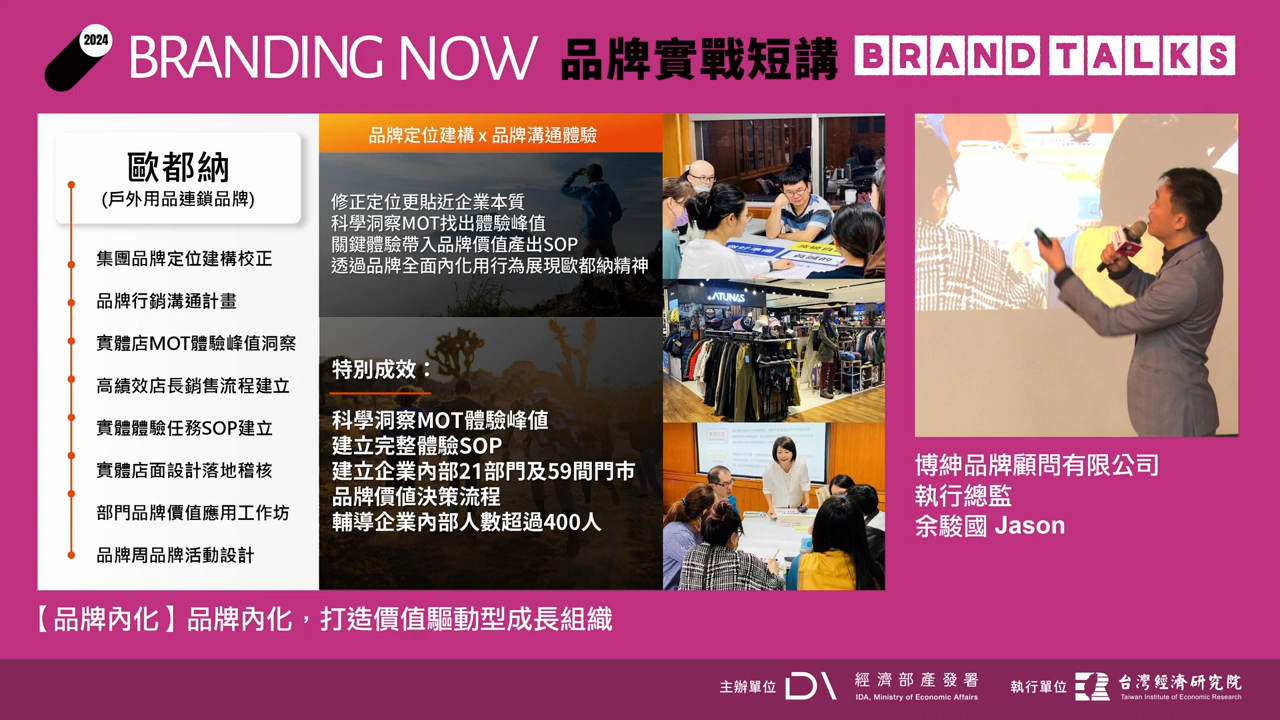 2024
BRANDING NOW 品牌實戰短講 BRAND TALKS
歐都納
(戶外用品連鎖品牌)
集團品牌定位建構校正
品牌行銷溝通計畫
實體店MOT體驗峰值洞察
高績效店長銷售流程建立
實體體驗任務SOP建立
實體店面設計落地稽核
部門品牌價值應用工作坊
品牌周品牌活動設計
品牌定位建構 x 品牌溝通體驗
修正定位更貼近企業本質
科學洞察MOT找出體驗峰值
關鍵體驗帶入品牌價值產出SOP
透過品牌全面內化用行為展現歐都納精神
特別成效：
科學洞察MOT體驗峰值
建立完整體驗SOP
建立企業內部21部門及59間門市
品牌價值決策流程
輔導企業內部人數超過400人
ATUNAS
博紳品牌顧問有限公司
執行總監
余駿國 Jason
【品牌內化】品牌內化，打造價值驅動型成長組織
主辦單位 IDA 經濟部產發署
IDA, Ministry of Economic Affairs
執行單位 台灣經濟研究院
Taiwan Institute of Economic Research